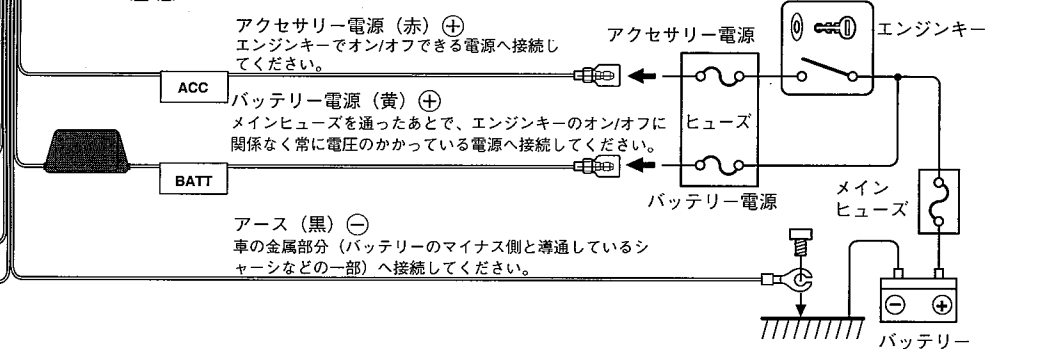 アクセサリー電源（赤）⊕
エンジンキーでオン/オフできる電源へ接続し
てください。
ACC
アクセサリー電源
エンジンキー
バッテリー電源（黄）⊕
メインヒューズを通ったあとで、エンジンキーのオン/オフに
関係なく常に電圧のかかっている電源へ接続してください。
BATT
ヒューズ
バッテリー電源
メイン
ヒューズ
アース（黒）⊖
車の金属部分（バッテリーのマイナス側と導通しているシ
ャーシなどの一部）へ接続してください。
⊖ ⊕
バッテリー